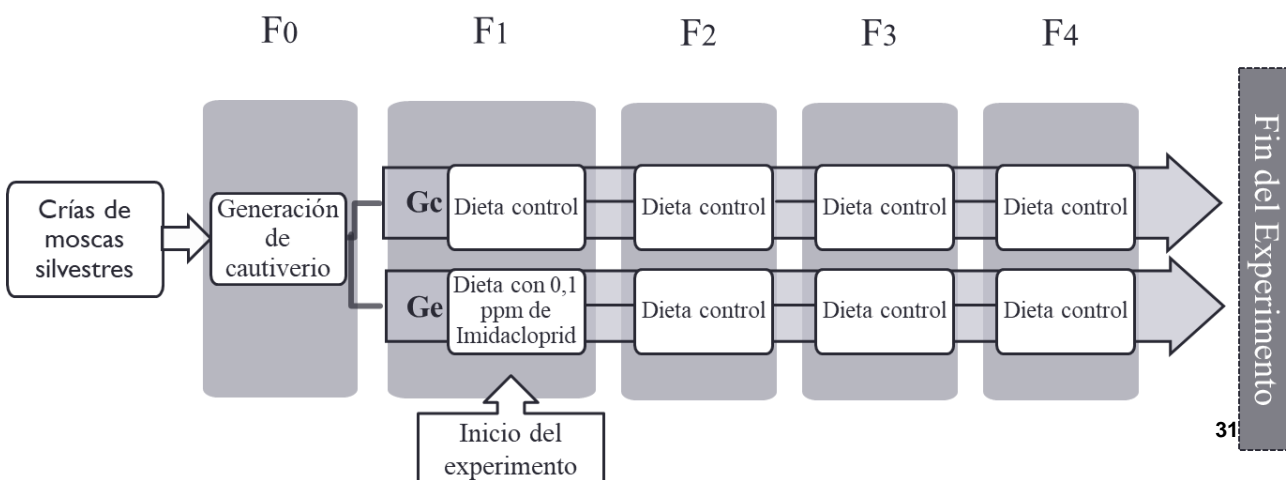 F0
F1
F2
F3
F4
Crías de
moscas
silvestres
Generación
de
cautiverio
Gc
Dieta control
Dieta control
Dieta control
Dieta control
Ge
Dieta con 0,1
ppm de
Imidacloprid
Dieta control
Dieta control
Dieta control
Inicio del
experimento
Fin del Experimento
31